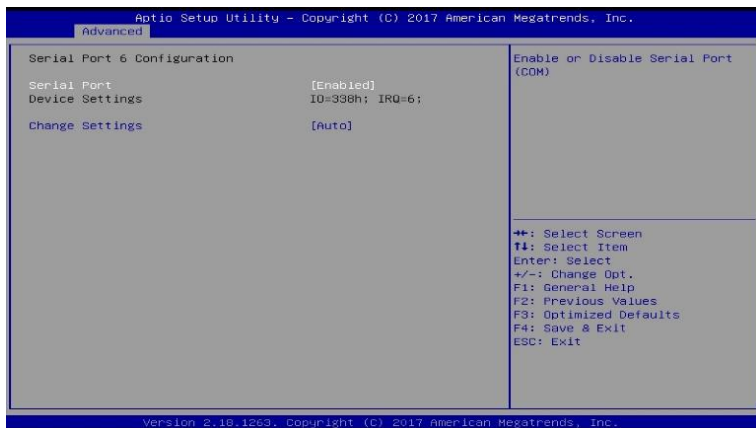 Aptio Setup Utility – Copyright (C) 2017 American Megatrends, Inc.
Advanced
Serial Port 6 Configuration
Serial Port [Enabled]
Device Settings IO=338h; IRQ=6;
Change Settings [Auto]
Enable or Disable Serial Port
(COM)
→←: Select Screen
↑↓: Select Item
Enter: Select
+/-: Change Opt.
F1: General Help
F2: Previous Values
F3: Optimized Defaults
F4: Save & Exit
ESC: Exit
Version 2.18.1263. Copyright (C) 2017 American Megatrends, Inc.